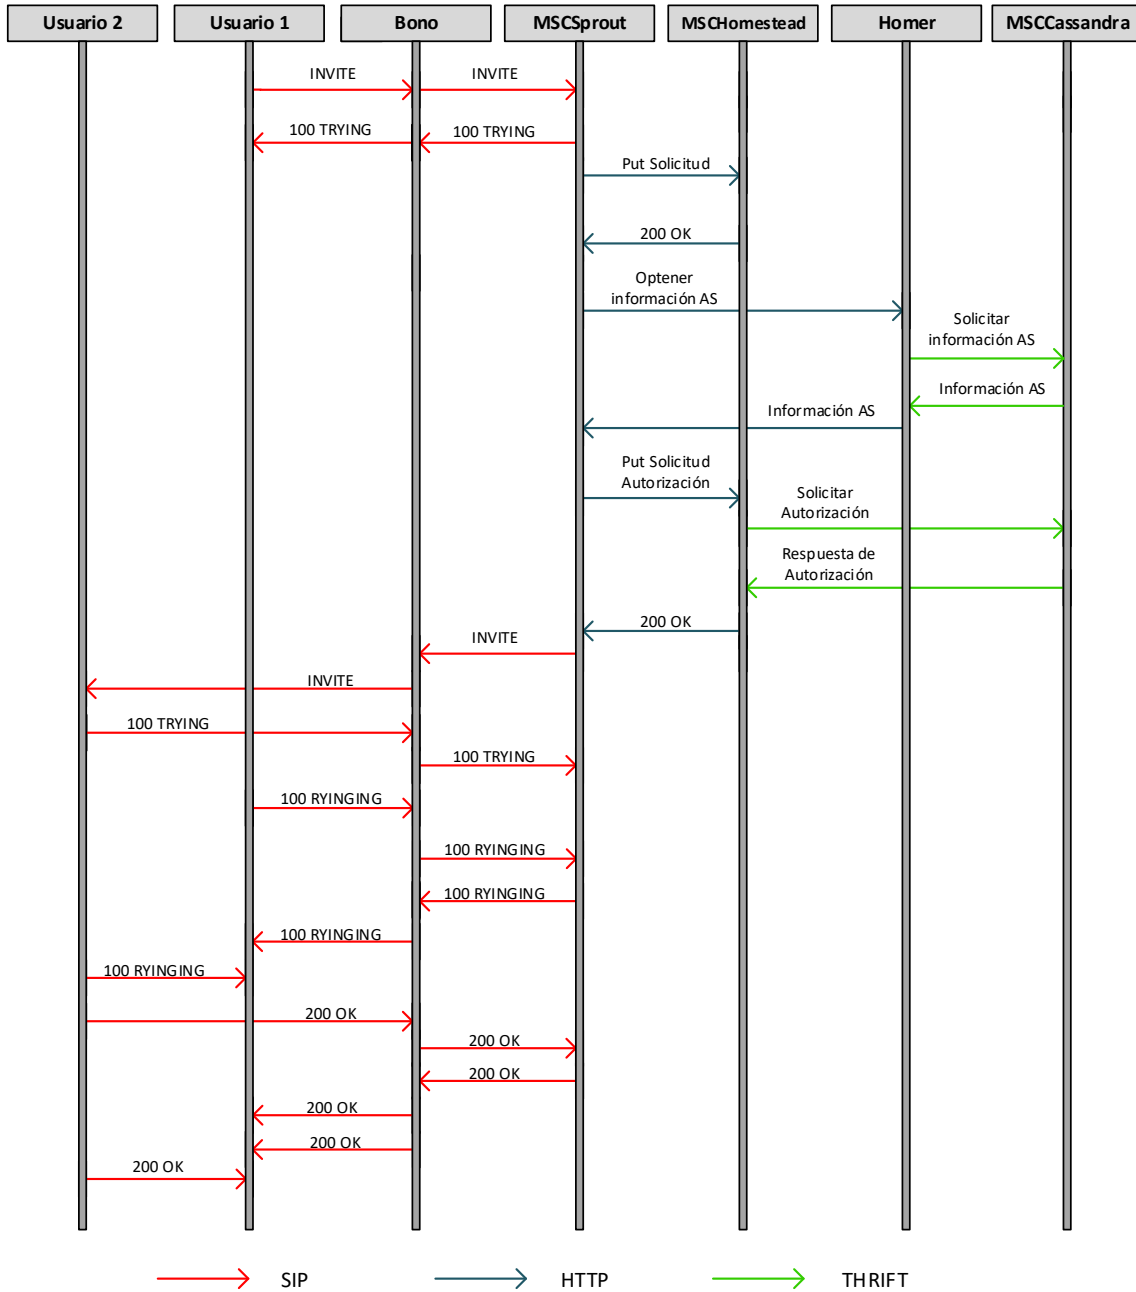 Usuario 2
Usuario 1
Bono
MSCSprout
MSCHomestead
Homer
MSCCassandra
INVITE
INVITE
100 TRYING
100 TRYING
Put Solicitud
200 OK
Optener
información AS
Solicitar
información AS
Información AS
Información AS
Put Solicitud
Autorización
Solicitar
Autorización
Respuesta de
Autorización
200 OK
INVITE
INVITE
100 TRYING
100 TRYING
100 RYINGING
100 RYINGING
100 RYINGING
100 RYINGING
100 RYINGING
200 OK
200 OK
200 OK
200 OK
200 OK
200 OK
SIP
HTTP
THRIFT